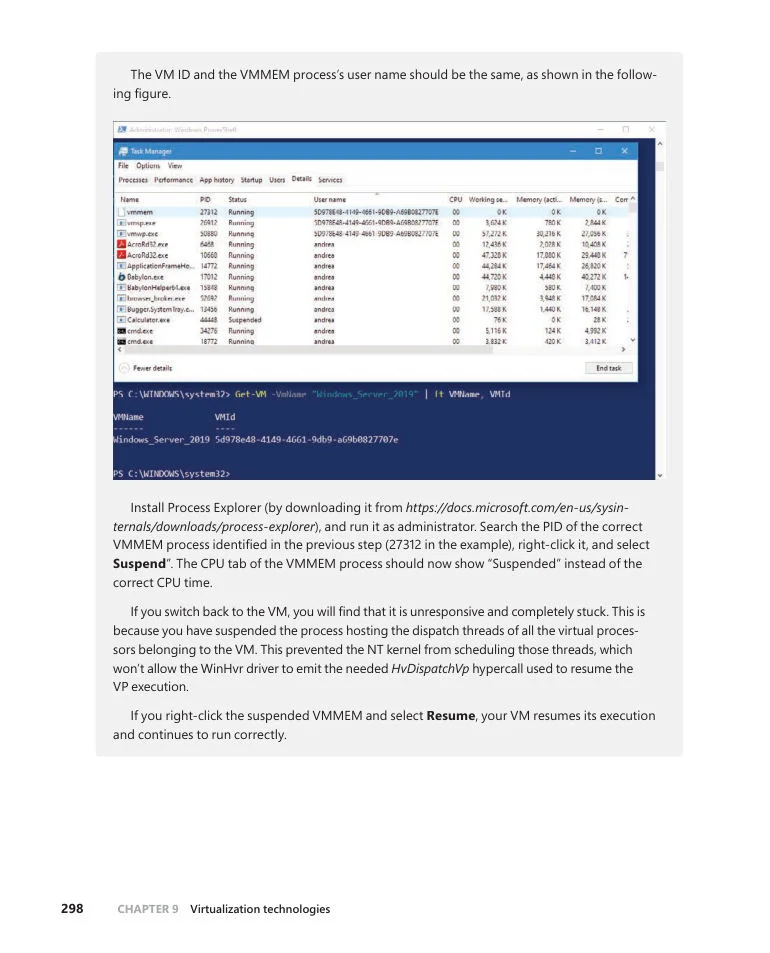 The VM ID and the VMMEM process's user name should be the same, as shown in the follow-
ing figure.
Administrator: Windows PowerShell
Task Manager
File Options View
Processes Performance App history Startup Users Details Services
Name PID Status User name CPU Working se... Memory (acti... Memory (s... Com
vmmem 27312 Running 5D978E48-4149-4661-9DB9-A69B0827707E 00 0 K 0 K 0 K
vmsp.exe 26912 Running 5D978E48-4149-4661-9DB9-A69B0827707E 00 3,624 K 780 K 2,844 K
vmwp.exe 50880 Running 5D978E48-4149-4661-9DB9-A69B0827707E 00 57,272 K 30,216 K 27,056 K
AcroRd32.exe 6468 Running andrea 00 12,436 K 2,028 K 10,408 K
AcroRd32.exe 10660 Running andrea 00 47,328 K 17,880 K 29,448 K
ApplicationFrameHo... 14772 Running andrea 00 44,284 K 17,464 K 26,820 K
Babylon.exe 17012 Running andrea 00 44,720 K 4,448 K 40,272 K
BabylonHelper64.exe 15848 Running andrea 00 7,980 K 580 K 7,400 K
browser_broker.exe 52692 Running andrea 00 21,032 K 3,948 K 17,084 K
Bugger.SystemTray.e... 13456 Running andrea 00 17,588 K 1,440 K 16,148 K
Calculator.exe 44448 Suspended andrea 00 76 K 0 K 28 K
cmd.exe 34276 Running andrea 00 5,116 K 124 K 4,992 K
cmd.exe 18772 Running andrea 00 3,832 K 420 K 3,412 K
Fewer details End task
PS C:\WINDOWS\system32> Get-VM -VmName "Windows_Server_2019" | ft VMName, VMId
VMName VMId
------ ----
Windows_Server_2019 5d978e48-4149-4661-9db9-a69b0827707e
PS C:\WINDOWS\system32>
Install Process Explorer (by downloading it from https://docs.microsoft.com/en-us/sysin-
ternals/downloads/process-explorer), and run it as administrator. Search the PID of the correct
VMMEM process identified in the previous step (27312 in the example), right-click it, and select
Suspend". The CPU tab of the VMMEM process should now show "Suspended" instead of the
correct CPU time.
If you switch back to the VM, you will find that it is unresponsive and completely stuck. This is
because you have suspended the process hosting the dispatch threads of all the virtual proces-
sors belonging to the VM. This prevented the NT kernel from scheduling those threads, which
won't allow the WinHvr driver to emit the needed HvDispatchVp hypercall used to resume the
VP execution.
If you right-click the suspended VMMEM and select Resume, your VM resumes its execution
and continues to run correctly.
298 CHAPTER 9 Virtualization technologies